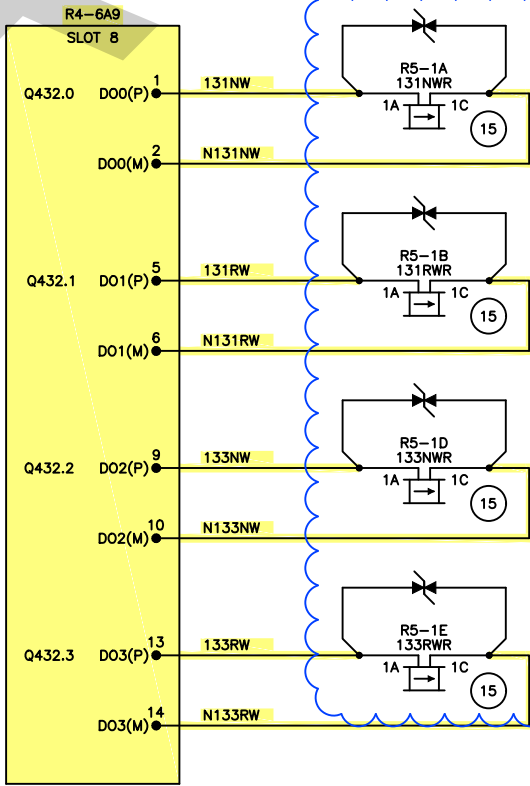 R4-6A9
SLOT 8
Q432.0 DO0(P) 1 131NW
R5-1A
131NWR
1A 1C
15
DO0(M) 2 N131NW
R5-1B
131RWR
Q432.1 DO1(P) 5 131RW
1A 1C
15
DO1(M) 6 N131RW
R5-1D
133NWR
Q432.2 DO2(P) 9 133NW
1A 1C
15
DO2(M) 10 N133NW
R5-1E
133RWR
Q432.3 DO3(P) 13 133RW
1A 1C
15
DO3(M) 14 N133RW